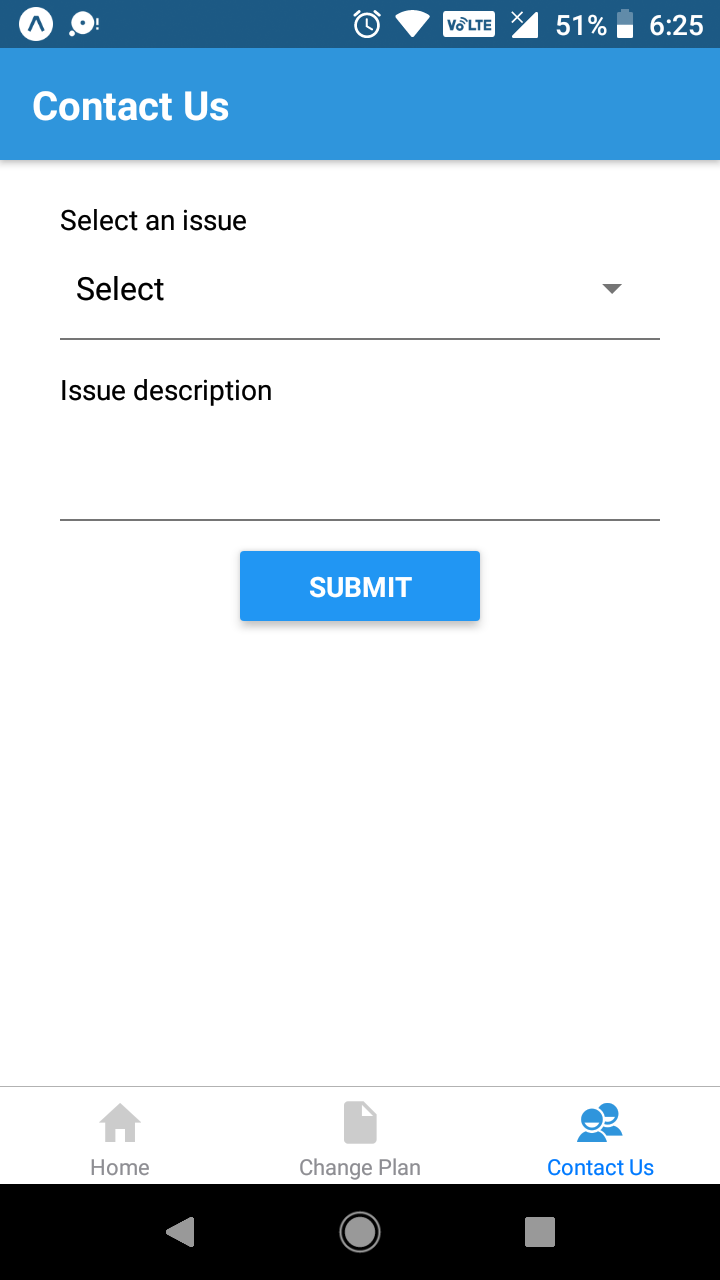 VoLTE 51% 6:25
Contact Us
Select an issue
Select
Issue description
SUBMIT
Home Change Plan Contact Us